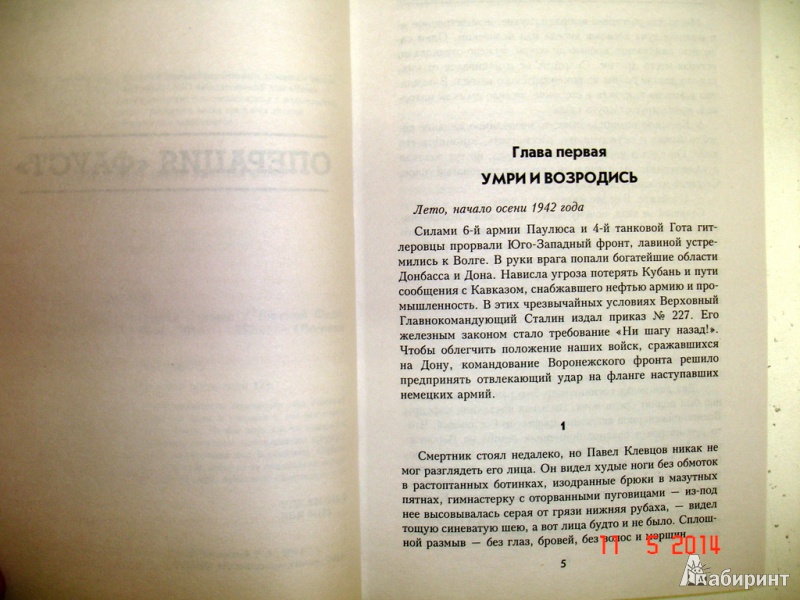 ОПЕРАЦИЯ «ФАУСТ»
Глава первая
УМРИ И ВОЗРОДИСЬ
Лето, начало осени 1942 года
Силами 6-й армии Паулюса и 4-й танковой Гота гит-
леровцы прорвали Юго-Западный фронт, лавиной устре-
мились к Волге. В руки врага попали богатейшие области
Донбасса и Дона. Нависла угроза потерять Кубань и пути
сообщения с Кавказом, снабжавшего нефтью армию и про-
мышленность. В этих чрезвычайных условиях Верховный
Главнокомандующий Сталин издал приказ № 227. Его
железным законом стало требование «Ни шагу назад!».
Чтобы облегчить положение наших войск, сражавшихся
на Дону, командование Воронежского фронта решило
предпринять отвлекающий удар на фланге наступавших
немецких армий.
1
Смертник стоял недалеко, но Павел Клевцов никак не
мог разглядеть его лица. Он видел худые ноги без обмоток
в растоптанных ботинках, изодранные брюки в мазутных
пятнах, гимнастерку с оторванными пуговицами — из-под
нее высовывалась серая от грязи нижняя рубаха, — видел
тощую синеватую шею, а вот лица будто и не было. Сплош-
ной размыв — без глаз, бровей, без волос и морщин.
11 5 2014
5
Лабиринт